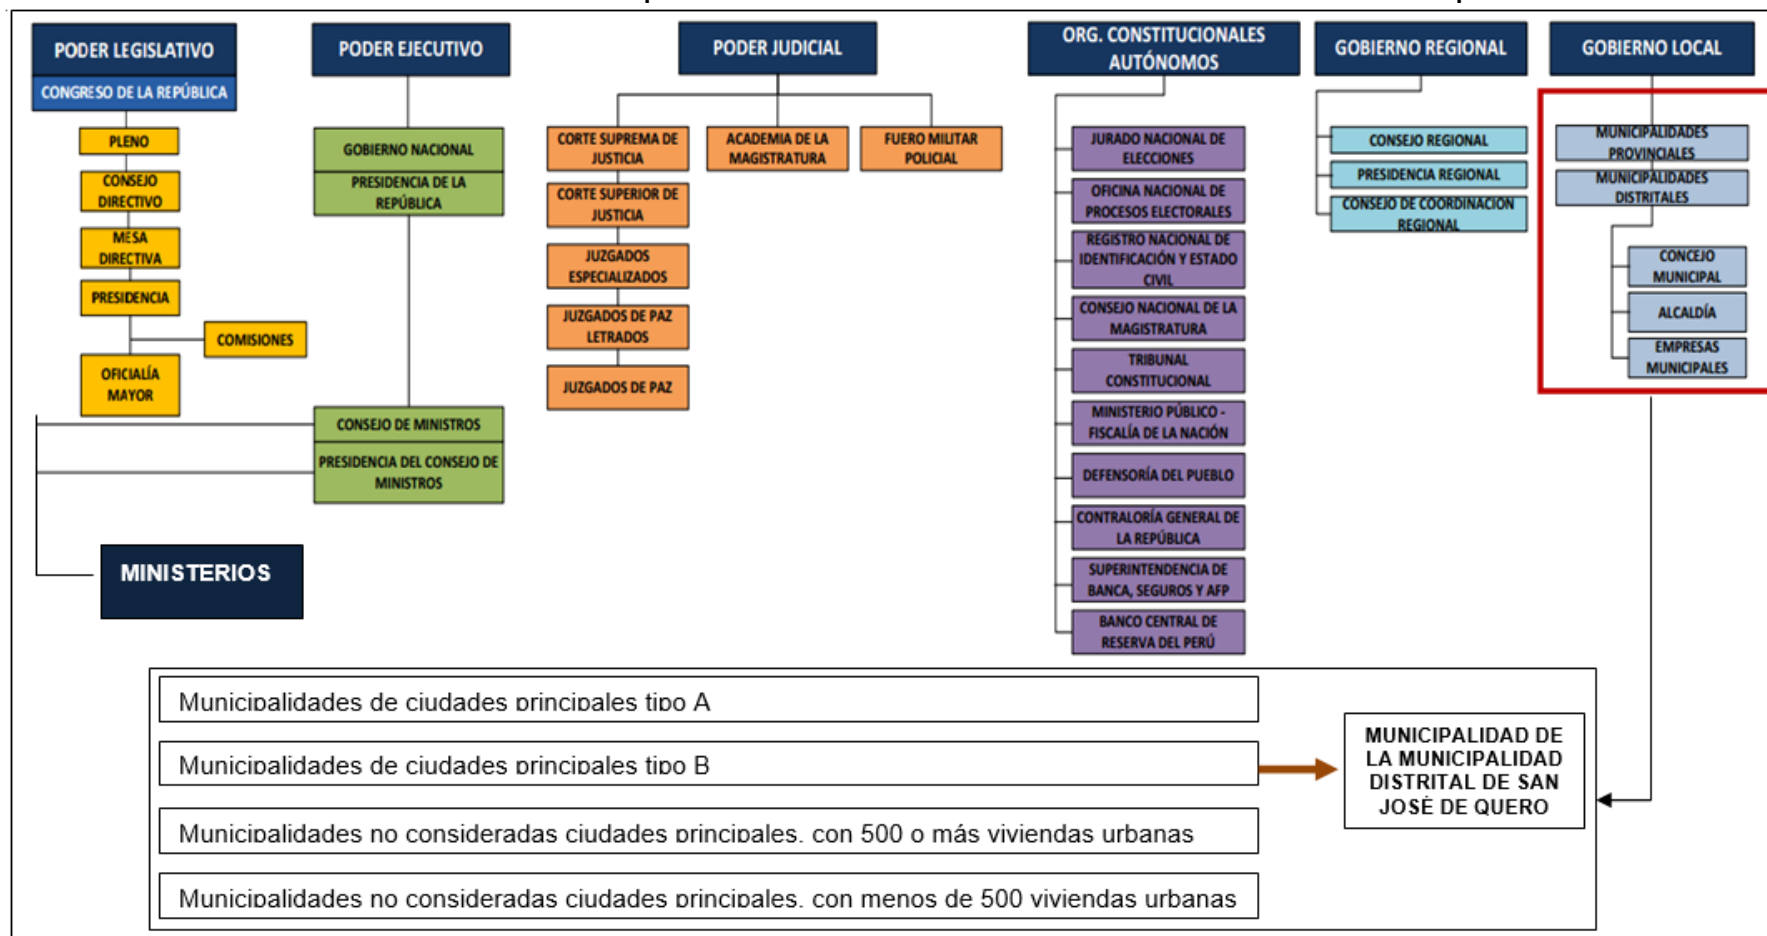 PODER LEGISLATIVO
CONGRESO DE LA REPÚBLICA
PLENO
CONSEJO
DIRECTIVO
MESA
DIRECTIVA
PRESIDENCIA
COMISIONES
OFICIALÍA
MAYOR
PODER EJECUTIVO
GOBIERNO NACIONAL
PRESIDENCIA DE LA
REPÚBLICA
CONSEJO DE MINISTROS
PRESIDENCIA DEL CONSEJO DE
MINISTROS
MINISTERIOS
PODER JUDICIAL
CORTE SUPREMA DE
JUSTICIA
CORTE SUPERIOR DE
JUSTICIA
JUZGADOS
ESPECIALIZADOS
JUZGADOS DE PAZ
LETRADOS
JUZGADOS DE PAZ
ACADEMIA DE LA
MAGISTRATURA
FUERO MILITAR
POLICIAL
ORG. CONSTITUCIONALES
AUTÓNOMOS
JURADO NACIONAL DE
ELECCIONES
OFICINA NACIONAL DE
PROCESOS ELECTORALES
REGISTRO NACIONAL DE
IDENTIFICACIÓN Y ESTADO
CIVIL
CONSEJO NACIONAL DE LA
MAGISTRATURA
TRIBUNAL
CONSTITUCIONAL
MINISTERIO PÚBLICO -
FISCALÍA DE LA NACIÓN
DEFENSORÍA DEL PUEBLO
CONTRALORÍA GENERAL DE
LA REPÚBLICA
SUPERINTENDENCIA DE
BANCA, SEGUROS Y AFP
BANCO CENTRAL DE
RESERVA DEL PERÚ
GOBIERNO REGIONAL
CONSEJO REGIONAL
PRESIDENCIA REGIONAL
CONSEJO DE COORDINACION
REGIONAL
GOBIERNO LOCAL
MUNICIPALIDADES
PROVINCIALES
MUNICIPALIDADES
DISTRITALES
CONCEJO
MUNICIPAL
ALCALDÍA
EMPRESAS
MUNICIPALES
Municipalidades de ciudades principales tipo A
Municipalidades de ciudades principales tipo B
Municipalidades no consideradas ciudades principales, con 500 o más viviendas urbanas
Municipalidades no consideradas ciudades principales, con menos de 500 viviendas urbanas
MUNICIPALIDAD DE
LA MUNICIPALIDAD
DISTRITAL DE SAN
JOSÉ DE QUERO